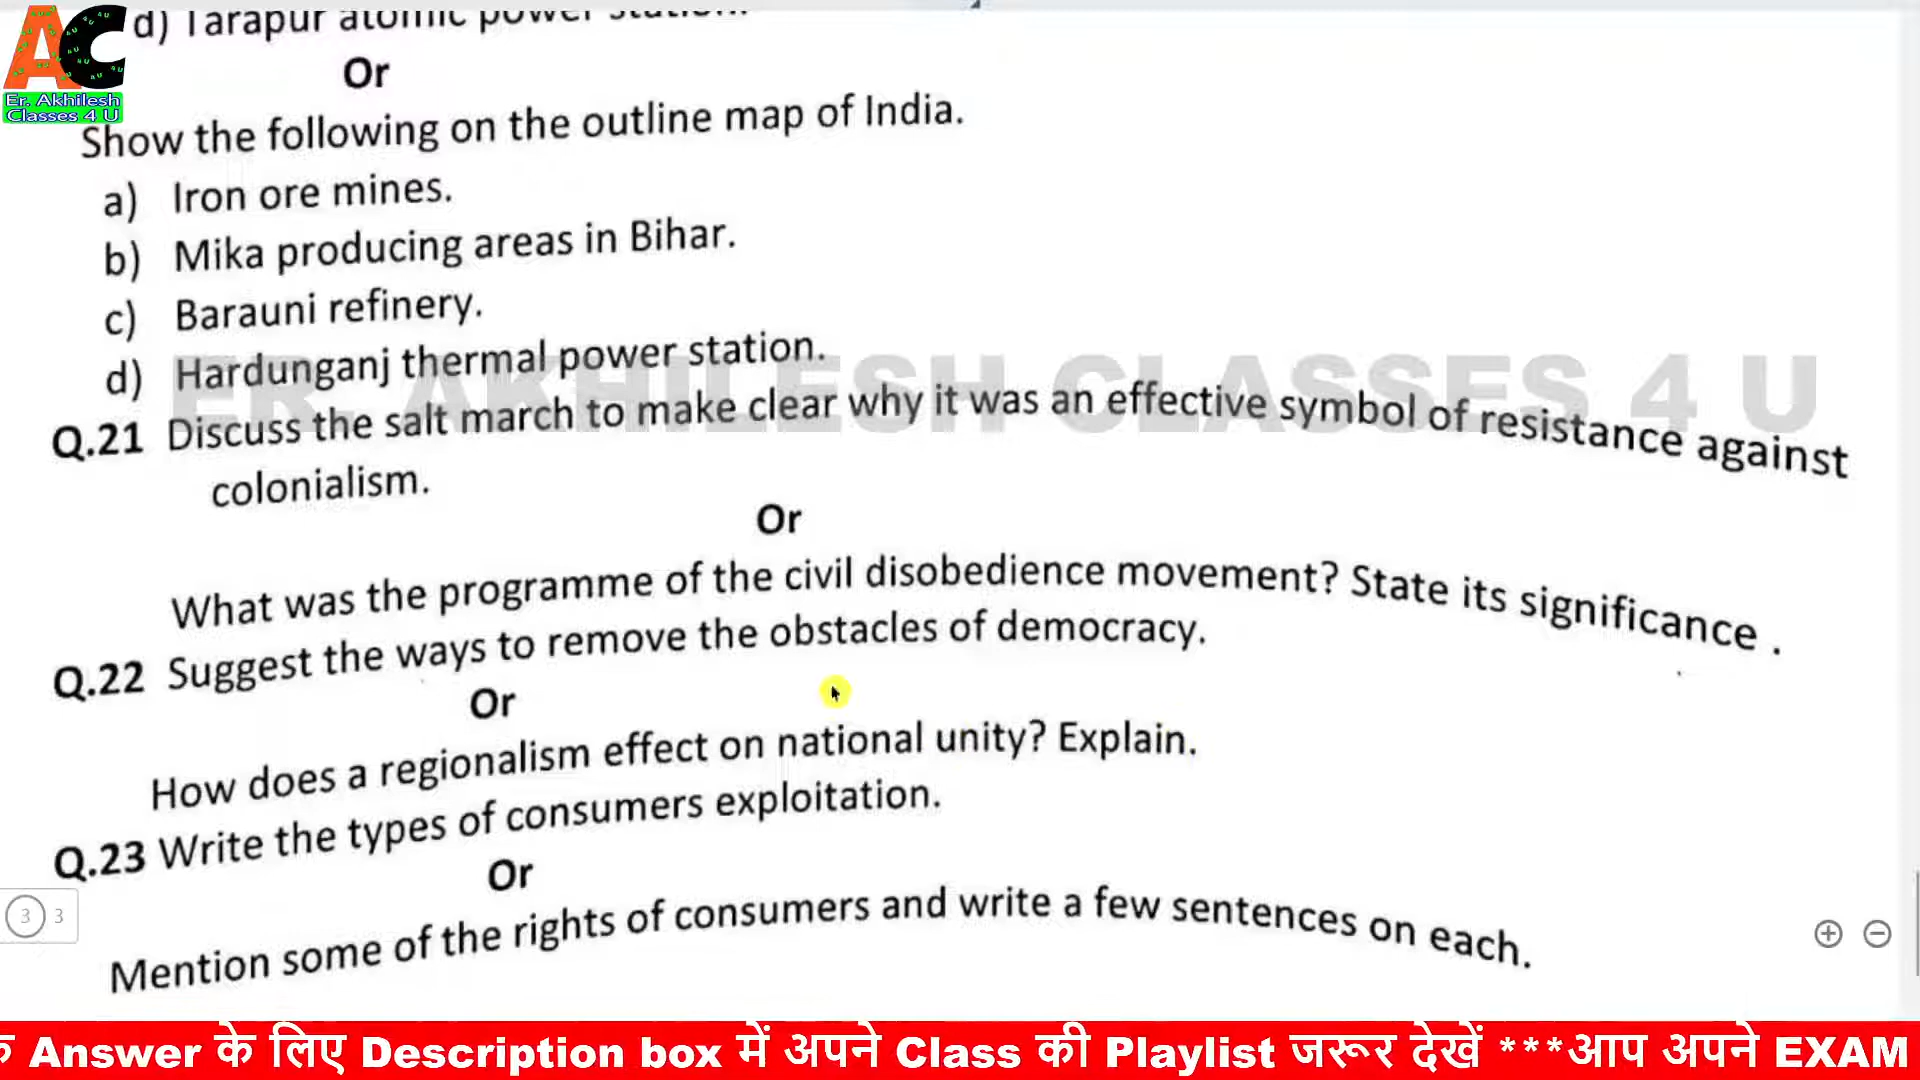 d) Tarapur atomic power station.
Or
Er. Akhilesh
Classes 4 U
Show the following on the outline map of India.
a) Iron ore mines.
b) Mika producing areas in Bihar.
c) Barauni refinery.
d) Hardunganj thermal power station.
ER. AKHILESH CLASSES 4 U
Q.21 Discuss the salt march to make clear why it was an effective symbol of resistance against
colonialism.
Or
What was the programme of the civil disobedience movement? State its significance .
Q.22 Suggest the ways to remove the obstacles of democracy.
Or
How does a regionalism effect on national unity? Explain.
Q.23 Write the types of consumers exploitation.
Or
3 3
Mention some of the rights of consumers and write a few sentences on each.
Answer के लिए Description box में अपने Class की Playlist जरूर देखें ***आप अपने EXAM